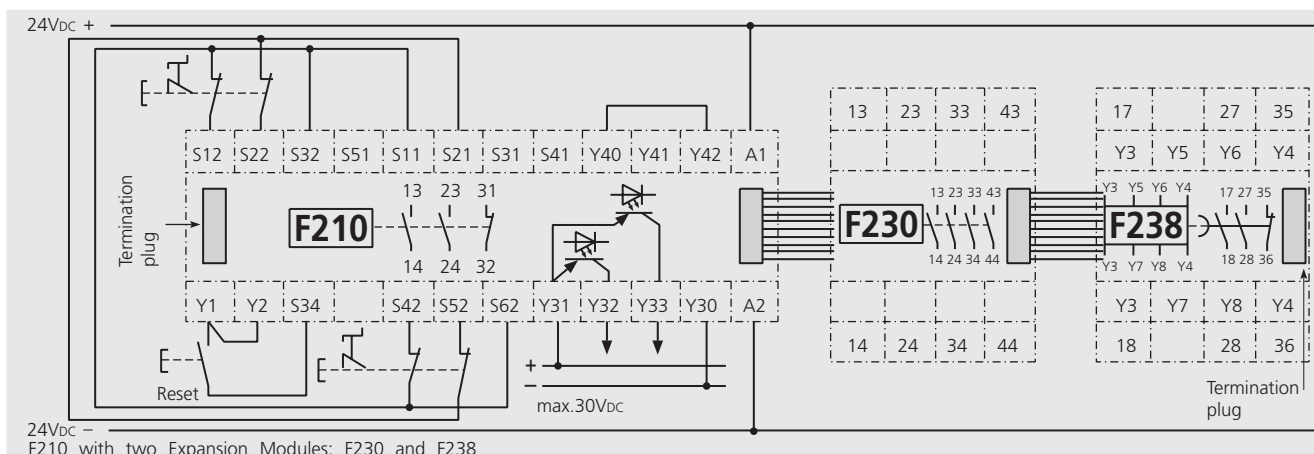 24VDC +
13 23 33 43 17 27 35
S12 S22 S32 S51 S11 S21 S31 S41 Y40 Y41 Y42 A1 Y3 Y5 Y6 Y4
Termination
plug
F210
13 23 31
14 24 32
F230
13 23 33 43
14 24 34 44
Y3 Y5 Y6 Y4
F238
Y3 Y7 Y8 Y4
17 27 35
18 28 36
Y1 Y2 S34 S42 S52 S62 Y31 Y32 Y33 Y30 A2 Y3 Y7 Y8 Y4
14 24 34 44 18 28 36
Reset
+
−
max.30VDC
Termination
plug
24VDC −
F210 with two Expansion Modules: F230 and F238